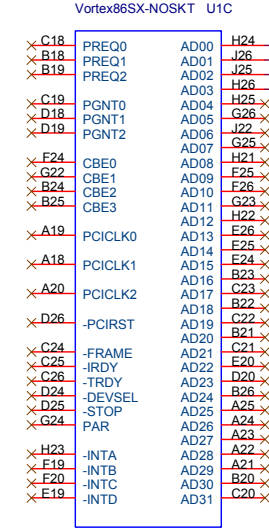 Vortex86SX-NOSKT U1C
C18 PREQ0 AD00 H24
B18 PREQ1 AD01 J26
B19 PREQ2 AD02 J25
AD03 H26
C19 PGNT0 AD04 H25
D18 PGNT1 AD05 G26
D19 PGNT2 AD06 J22
AD07 G25
F24 CBE0 AD08 H21
G22 CBE1 AD09 F25
B24 CBE2 AD10 F26
B25 CBE3 AD11 G23
AD12 H22
A19 PCICLK0 AD13 E26
AD14 E25
A18 PCICLK1 AD15 E24
AD16 B23
A20 PCICLK2 AD17 C23
AD18 B22
D26 -PCIRST AD19 C22
AD20 B21
C24 -FRAME AD21 C21
C25 -IRDY AD22 E20
C26 -TRDY AD23 D20
D24 -DEVSEL AD24 B26
D25 -STOP AD25 A25
G24 PAR AD26 A24
AD27 A23
H23 -INTA AD28 A22
F19 -INTB AD29 A21
F20 -INTC AD30 B20
E19 -INTD AD31 C20